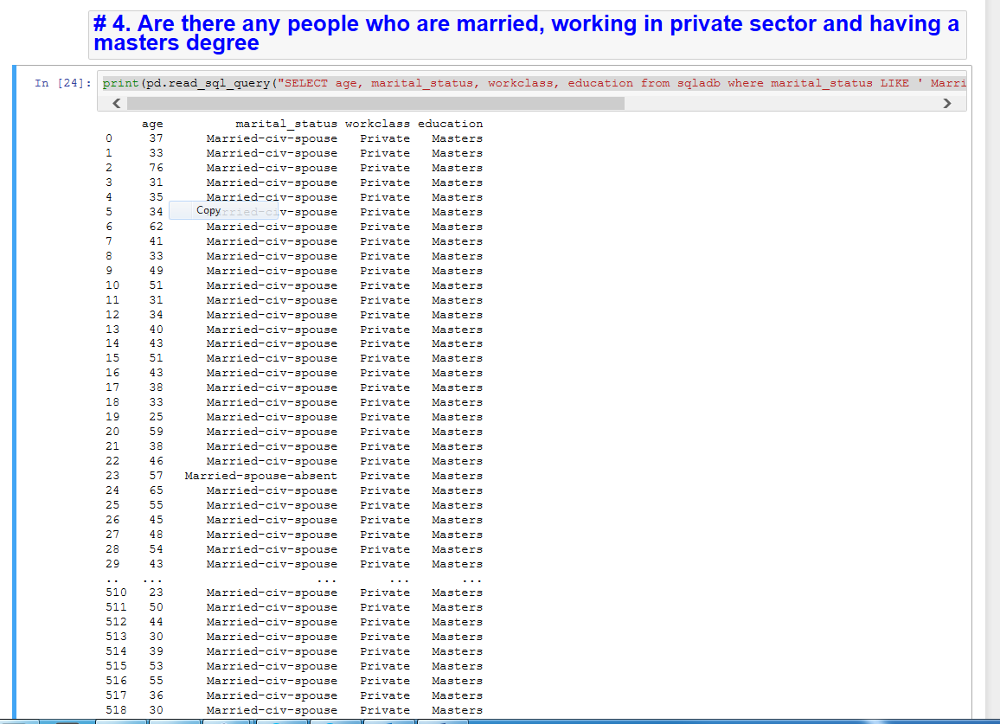 # 4. Are there any people who are married, working in private sector and having a
masters degree
In [24]: print(pd.read_sql_query("SELECT age, marital_status, workclass, education from sqladb where marital_status LIKE ' Marri
age marital_status workclass education
0 37 Married-civ-spouse Private Masters
1 33 Married-civ-spouse Private Masters
2 76 Married-civ-spouse Private Masters
3 31 Married-civ-spouse Private Masters
4 35 Married-civ-spouse Private Masters
5 34 Copy rried-civ-spouse Private Masters
6 62 Married-civ-spouse Private Masters
7 41 Married-civ-spouse Private Masters
8 33 Married-civ-spouse Private Masters
9 49 Married-civ-spouse Private Masters
10 51 Married-civ-spouse Private Masters
11 31 Married-civ-spouse Private Masters
12 34 Married-civ-spouse Private Masters
13 40 Married-civ-spouse Private Masters
14 43 Married-civ-spouse Private Masters
15 51 Married-civ-spouse Private Masters
16 43 Married-civ-spouse Private Masters
17 38 Married-civ-spouse Private Masters
18 33 Married-civ-spouse Private Masters
19 25 Married-civ-spouse Private Masters
20 59 Married-civ-spouse Private Masters
21 38 Married-civ-spouse Private Masters
22 46 Married-civ-spouse Private Masters
23 57 Married-spouse-absent Private Masters
24 65 Married-civ-spouse Private Masters
25 55 Married-civ-spouse Private Masters
26 45 Married-civ-spouse Private Masters
27 48 Married-civ-spouse Private Masters
28 54 Married-civ-spouse Private Masters
29 43 Married-civ-spouse Private Masters
.. ... ... ... ...
510 23 Married-civ-spouse Private Masters
511 50 Married-civ-spouse Private Masters
512 44 Married-civ-spouse Private Masters
513 30 Married-civ-spouse Private Masters
514 39 Married-civ-spouse Private Masters
515 53 Married-civ-spouse Private Masters
516 55 Married-civ-spouse Private Masters
517 36 Married-civ-spouse Private Masters
518 30 Married-civ-spouse Private Masters